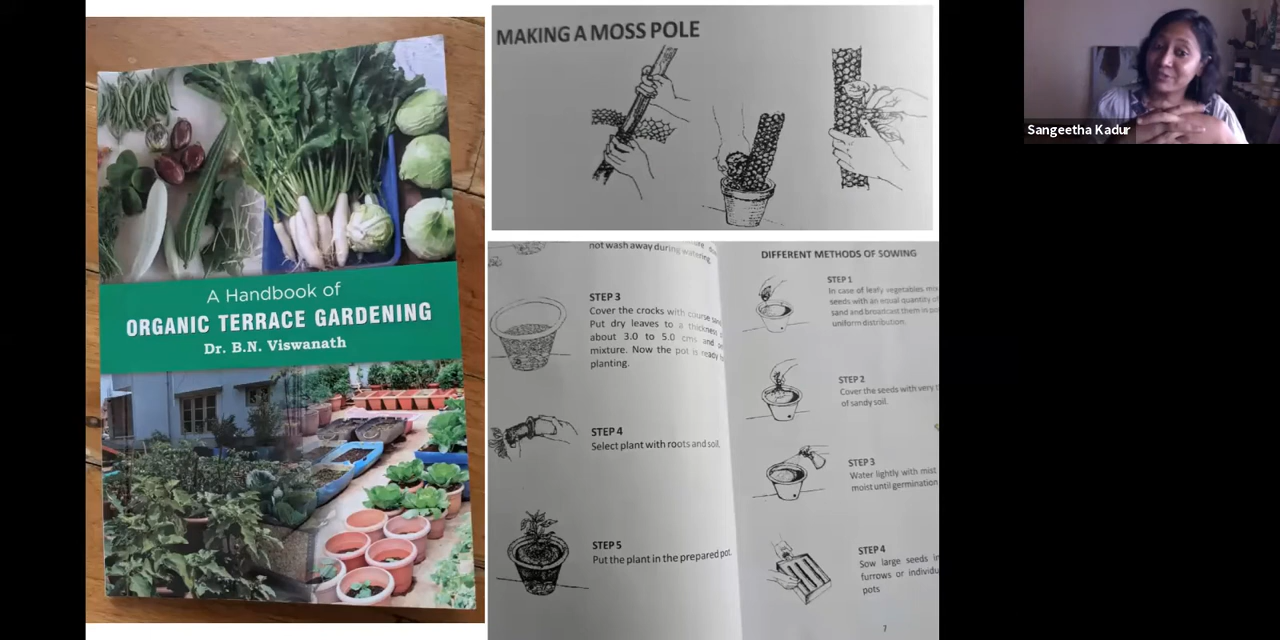 A Handbook of
ORGANIC TERRACE GARDENING
Dr. B.N. Viswanath
MAKING A MOSS POLE
not wash away during watering.
STEP 3
Cover the crocks with course
Put dry leaves to a thickness
about 3.0 to 5.0 cms and
mixture. Now the pot is ready
planting.
STEP 4
Select plant with roots and soil.
STEP 5
Put the plant in the prepared pot.
DIFFERENT METHODS OF SOWING
STEP 1
In case of leafy vegetables mix
seeds with an equal quantity of
sand and broadcast them in
uniform distribution.
STEP 2
Cover the seeds with very
of sandy soil.
STEP 3
Water lightly with mist
moist until germination
STEP 4
Sow large seeds in
furrows or
pots
7
Sangeetha Kadur